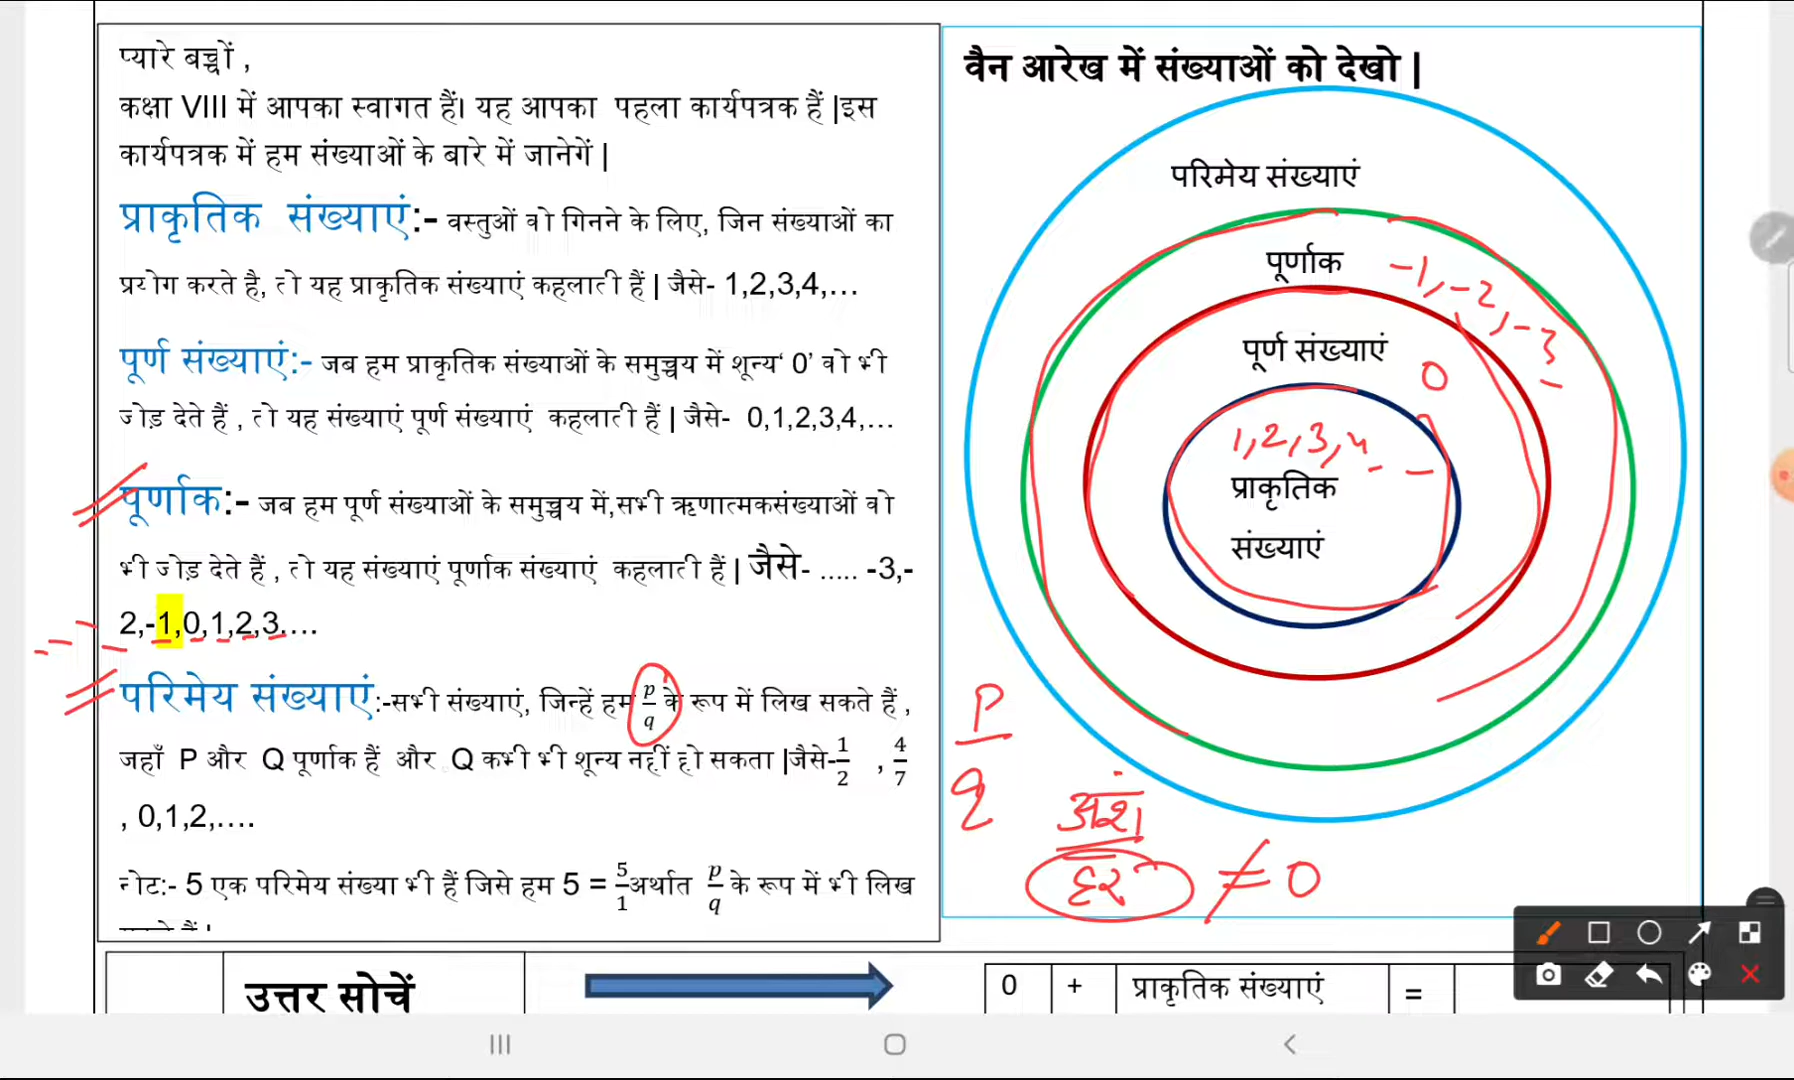 प्यारे बच्चों ,
कक्षा VIII में आपका स्वागत हैं। यह आपका पहला कार्यपत्रक हैं |इस
कार्यपत्रक में हम संख्याओं के बारे में जानेगें |
प्राकृतिक संख्याएं:- वस्तुओं को गिनने के लिए, जिन संख्याओं का
प्रयोग करते है, तो यह प्राकृतिक संख्याएं कहलाती हैं | जैसे- 1,2,3,4,...
पूर्ण संख्याएं:- जब हम प्राकृतिक संख्याओं के समुच्चय में शून्य‘ 0’ को भी
जोड़ देते हैं , तो यह संख्याएं पूर्ण संख्याएं कहलाती हैं | जैसे- 0,1,2,3,4,...
पूर्णाक:- जब हम पूर्ण संख्याओं के समुच्चय में,सभी ऋणात्मकसंख्याओं को
भी जोड़ देते हैं , तो यह संख्याएं पूर्णाक संख्याएं कहलाती हैं | जैसे- ..... -3,-
2,-1,0,1,2,3....
परिमेय संख्याएं:-सभी संख्याएं, जिन्हें हम p/q के रूप में लिख सकते हैं ,
जहाँ P और Q पूर्णाक हैं और Q कभी भी शून्य नहीं हो सकता |जैसे-1/2 , 4/7
, 0,1,2,....
नोट:- 5 एक परिमेय संख्या भी हैं जिसे हम 5 = 5/1 अर्थात p/q के रूप में भी लिख
वैन आरेख में संख्याओं को देखो |
परिमेय संख्याएं
पूर्णाक -1, -2, -3 -
पूर्ण संख्याएं
0
1,2,3,4 - -
प्राकृतिक
संख्याएं
p
q
अंश
हर ≠ 0
उत्तर सोचें
0 + प्राकृतिक संख्याएं =